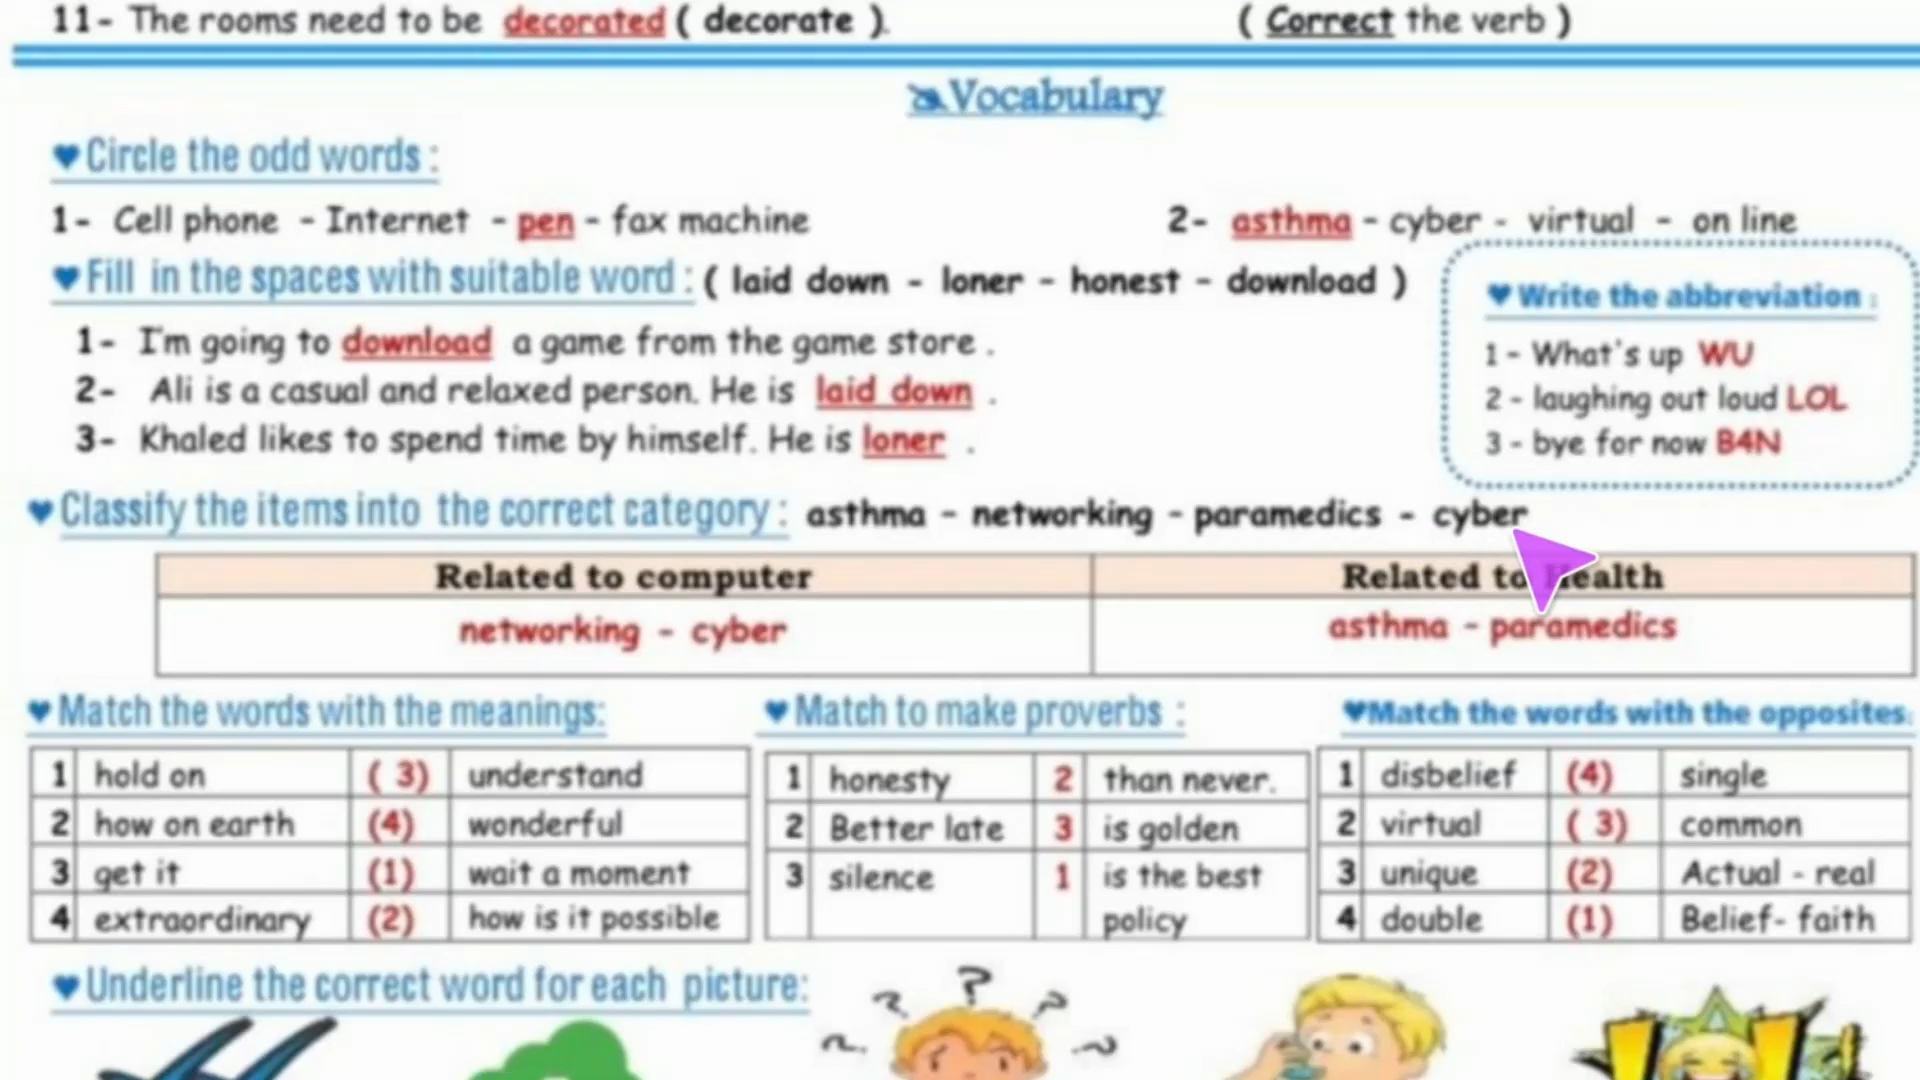 11- The rooms need to be decorated ( decorate ). ( Correct the verb )
Vocabulary
♥Circle the odd words :
1- Cell phone - Internet - pen - fax machine
2- asthma - cyber - virtual - on line
♥Fill in the spaces with suitable word : ( laid down - loner - honest - download )
1- I'm going to download a game from the game store .
2- Ali is a casual and relaxed person. He is laid down .
3- Khaled likes to spend time by himself. He is loner .
♥ Write the abbreviation :
1 - What's up WU
2 - laughing out loud LOL
3 - bye for now B4N
♥ Classify the items into the correct category : asthma - networking - paramedics - cyber
Related to computer
Related to Health
networking - cyber
asthma - paramedics
♥ Match the words with the meanings:
1 hold on ( 3) understand
2 how on earth (4) wonderful
3 get it (1) wait a moment
4 extraordinary (2) how is it possible
♥ Match to make proverbs :
1 honesty 2 than never.
2 Better late 3 is golden
3 silence 1 is the best
policy
♥Match the words with the opposites:
1 disbelief (4) single
2 virtual ( 3) common
3 unique (2) Actual - real
4 double (1) Belief- faith
♥Underline the correct word for each picture:
? ? ? ? ?